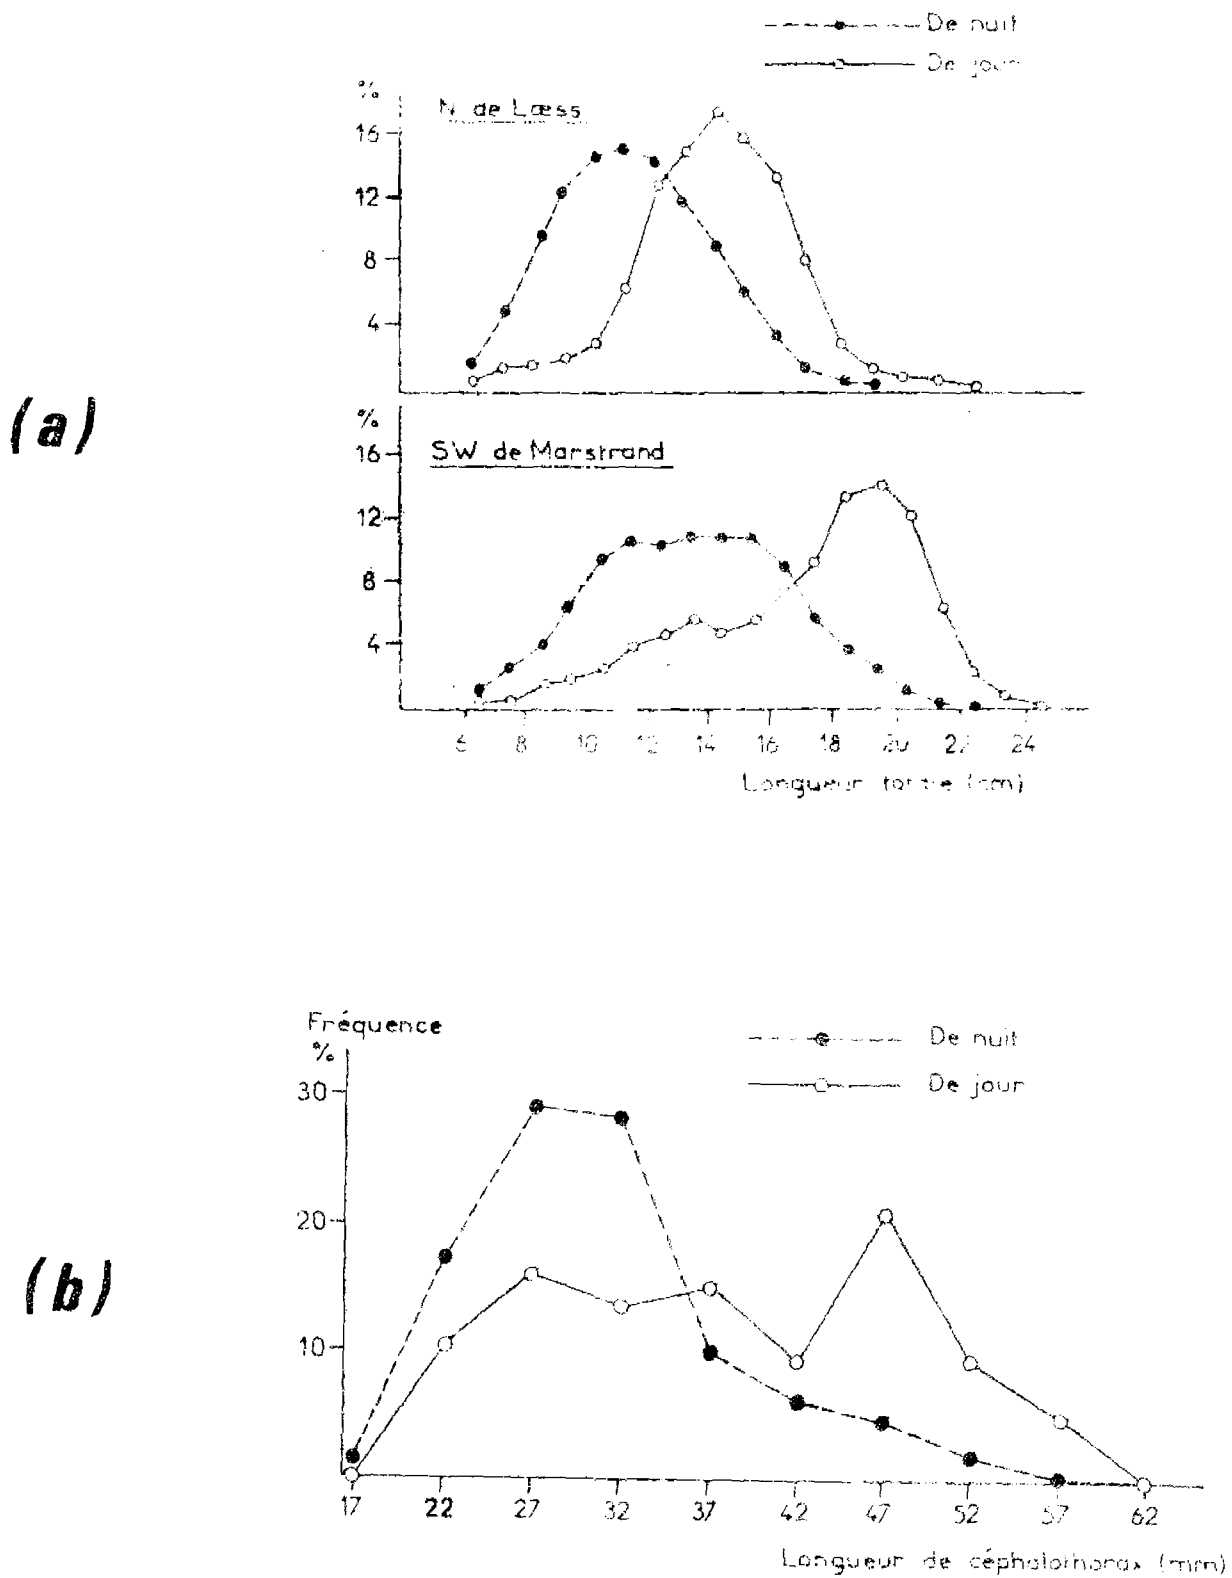 De nuit
De jour
%
N de Læss
16
12
8
4
(a)
%
SW de Marstrand
16
12
8
4
6 8 10 12 14 16 18 20 22 24
Longueur totale (cm)
Fréquence
%
De nuit
De jour
30
20
10
(b)
17 22 27 32 37 42 47 52 57 62
Longueur de céphalothorax (mm)